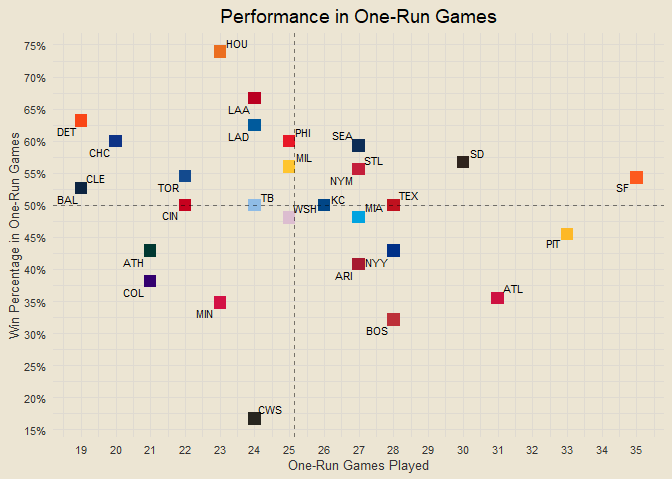 Performance in One-Run Games
75%
HOU
70%
LAA
65%
DET
LAD
PHI
SEA
60%
CHC
MIL
STL
SD
55%
CLE
TOR
NYM
SF
BAL
TB
KC
TEX
50%
CIN
WSH
MIA
45%
PIT
ATH
NYY
40%
ARI
COL
ATL
35%
MIN
BOS
30%
25%
20%
CWS
15%
Win Percentage in One-Run Games
19 20 21 22 23 24 25 26 27 28 29 30 31 32 33 34 35
One-Run Games Played